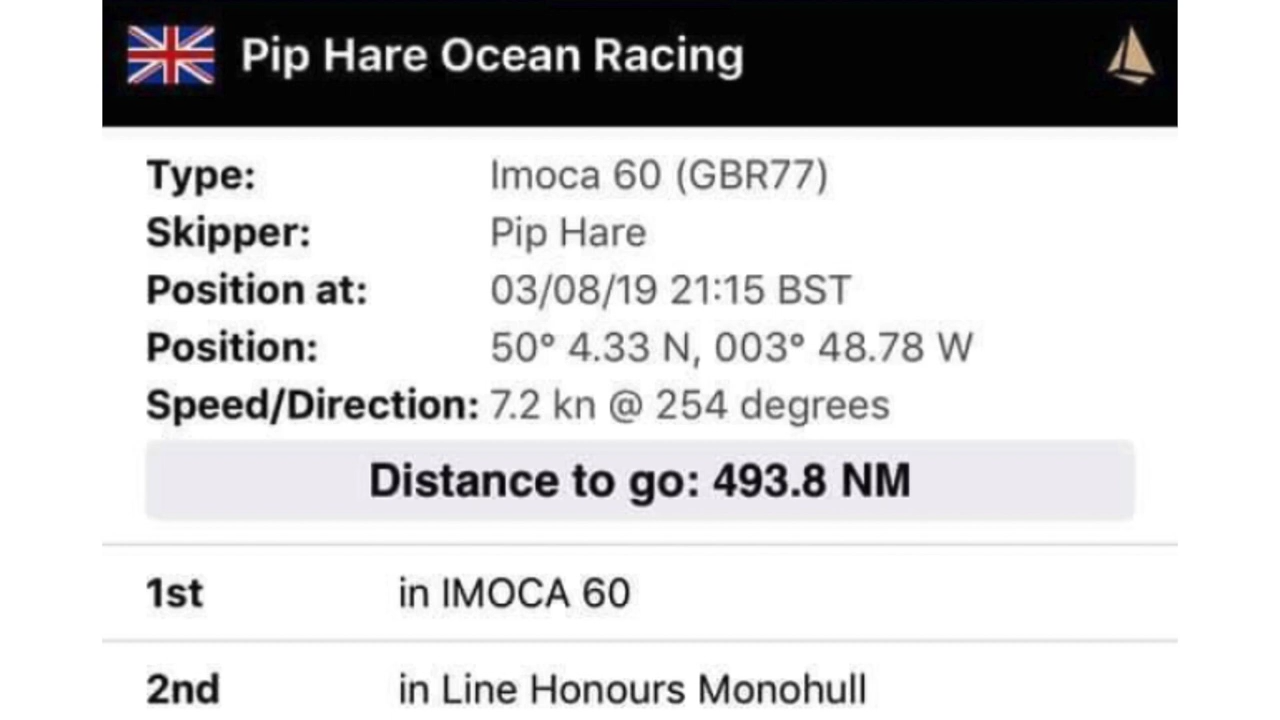 Pip Hare Ocean Racing
Type: Imoca 60 (GBR77)
Skipper: Pip Hare
Position at: 03/08/19 21:15 BST
Position: 50° 4.33 N, 003° 48.78 W
Speed/Direction: 7.2 kn @ 254 degrees
Distance to go: 493.8 NM
1st in IMOCA 60
2nd in Line Honours Monohull